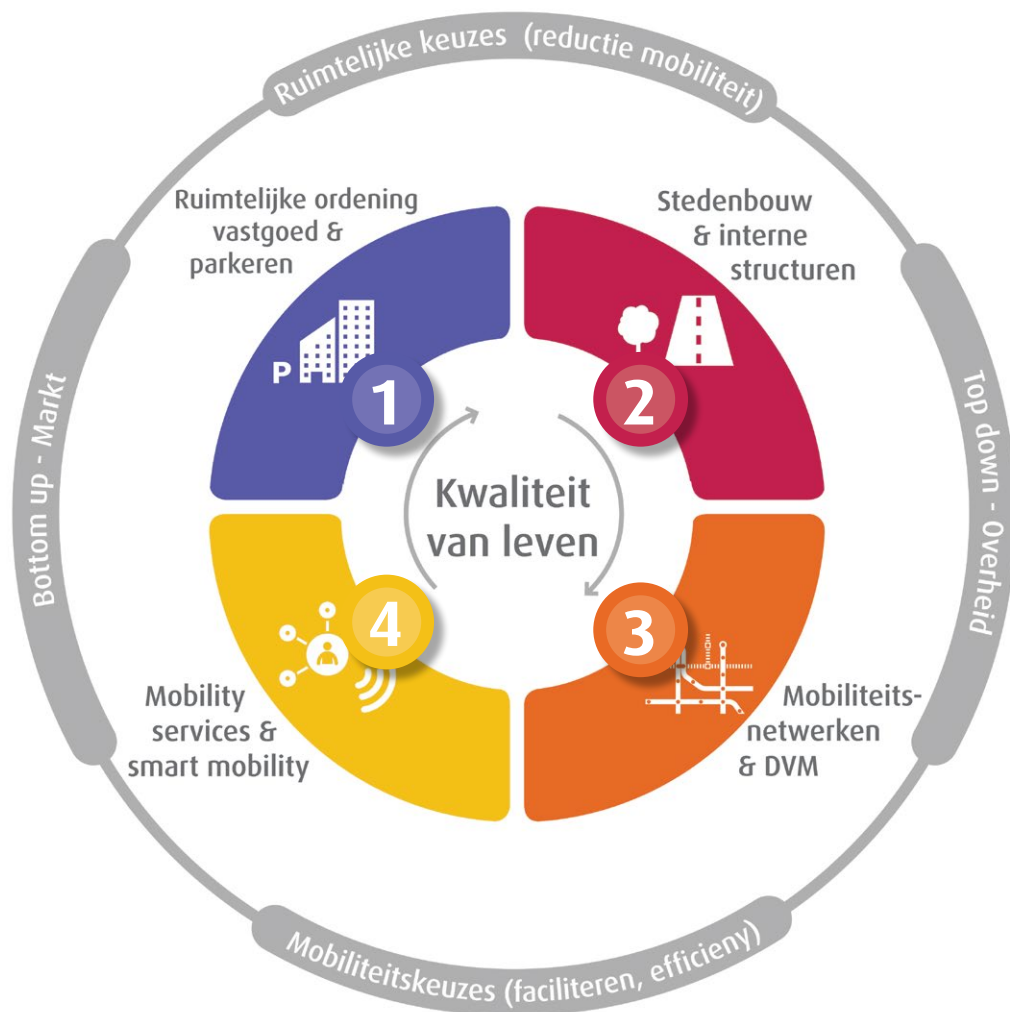 Ruimtelijke keuzes (reductie mobiliteit)
Ruimtelijke ordening
vastgoed &
parkeren
Stedenbouw
& interne
structuren
P
1
2
Bottom up - Markt
Top down - Overheid
Kwaliteit
van leven
4
3
Mobility
services &
smart mobility
Mobiliteits-
netwerken
& DVM
Mobiliteitskeuzes (faciliteren, efficieny)